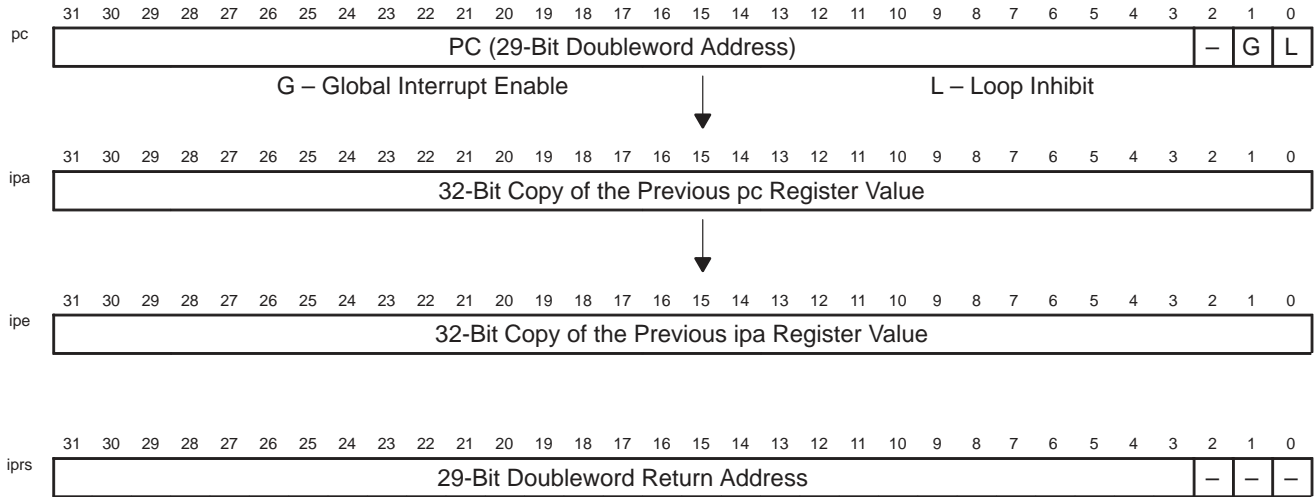 31 30 29 28 27 26 25 24 23 22 21 20 19 18 17 16 15 14 13 12 11 10 9 8 7 6 5 4 3 2 1 0
pc PC (29-Bit Doubleword Address) – G L
G – Global Interrupt Enable L – Loop Inhibit
31 30 29 28 27 26 25 24 23 22 21 20 19 18 17 16 15 14 13 12 11 10 9 8 7 6 5 4 3 2 1 0
ipa 32-Bit Copy of the Previous pc Register Value
31 30 29 28 27 26 25 24 23 22 21 20 19 18 17 16 15 14 13 12 11 10 9 8 7 6 5 4 3 2 1 0
ipe 32-Bit Copy of the Previous ipa Register Value
31 30 29 28 27 26 25 24 23 22 21 20 19 18 17 16 15 14 13 12 11 10 9 8 7 6 5 4 3 2 1 0
iprs 29-Bit Doubleword Return Address – – –